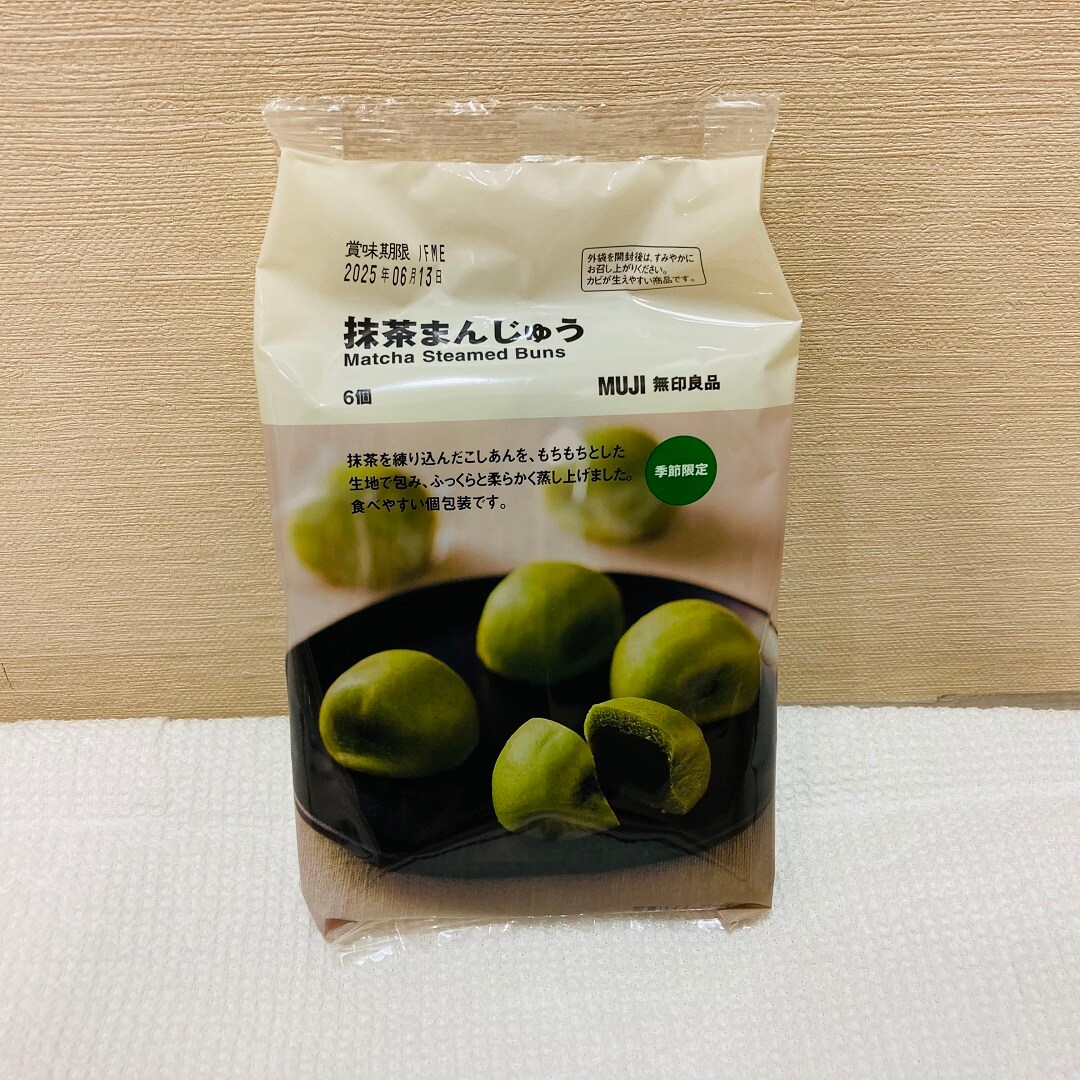 賞味期限 IFME
2025年06月13日
外袋を開封後は、すみやかに
お召し上がりください。
カビが生えやすい商品です。
抹茶まんじゅう
Matcha Steamed Buns
6個
MUJI 無印良品
抹茶を練り込んだこしあんを、もちもちとした
生地で包み、ふっくらと柔らかく蒸し上げました。
食べやすい個包装です。
季節限定